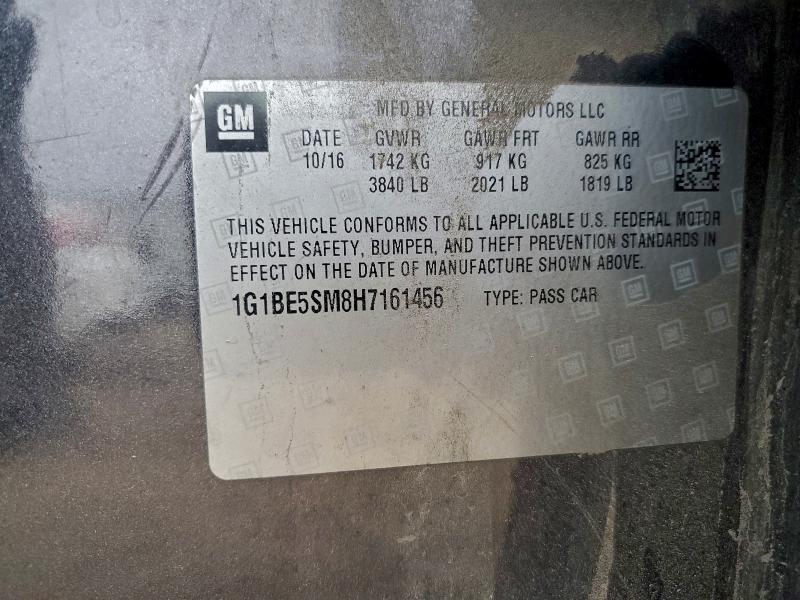 GM
MFD BY GENERAL MOTORS LLC
DATE GVWR GAWR FRT GAWR RR
10/16 1742 KG 917 KG 825 KG
3840 LB 2021 LB 1819 LB
THIS VEHICLE CONFORMS TO ALL APPLICABLE U.S. FEDERAL MOTOR
VEHICLE SAFETY, BUMPER, AND THEFT PREVENTION STANDARDS IN
EFFECT ON THE DATE OF MANUFACTURE SHOWN ABOVE.
1G1BE5SM8H7161456 TYPE: PASS CAR